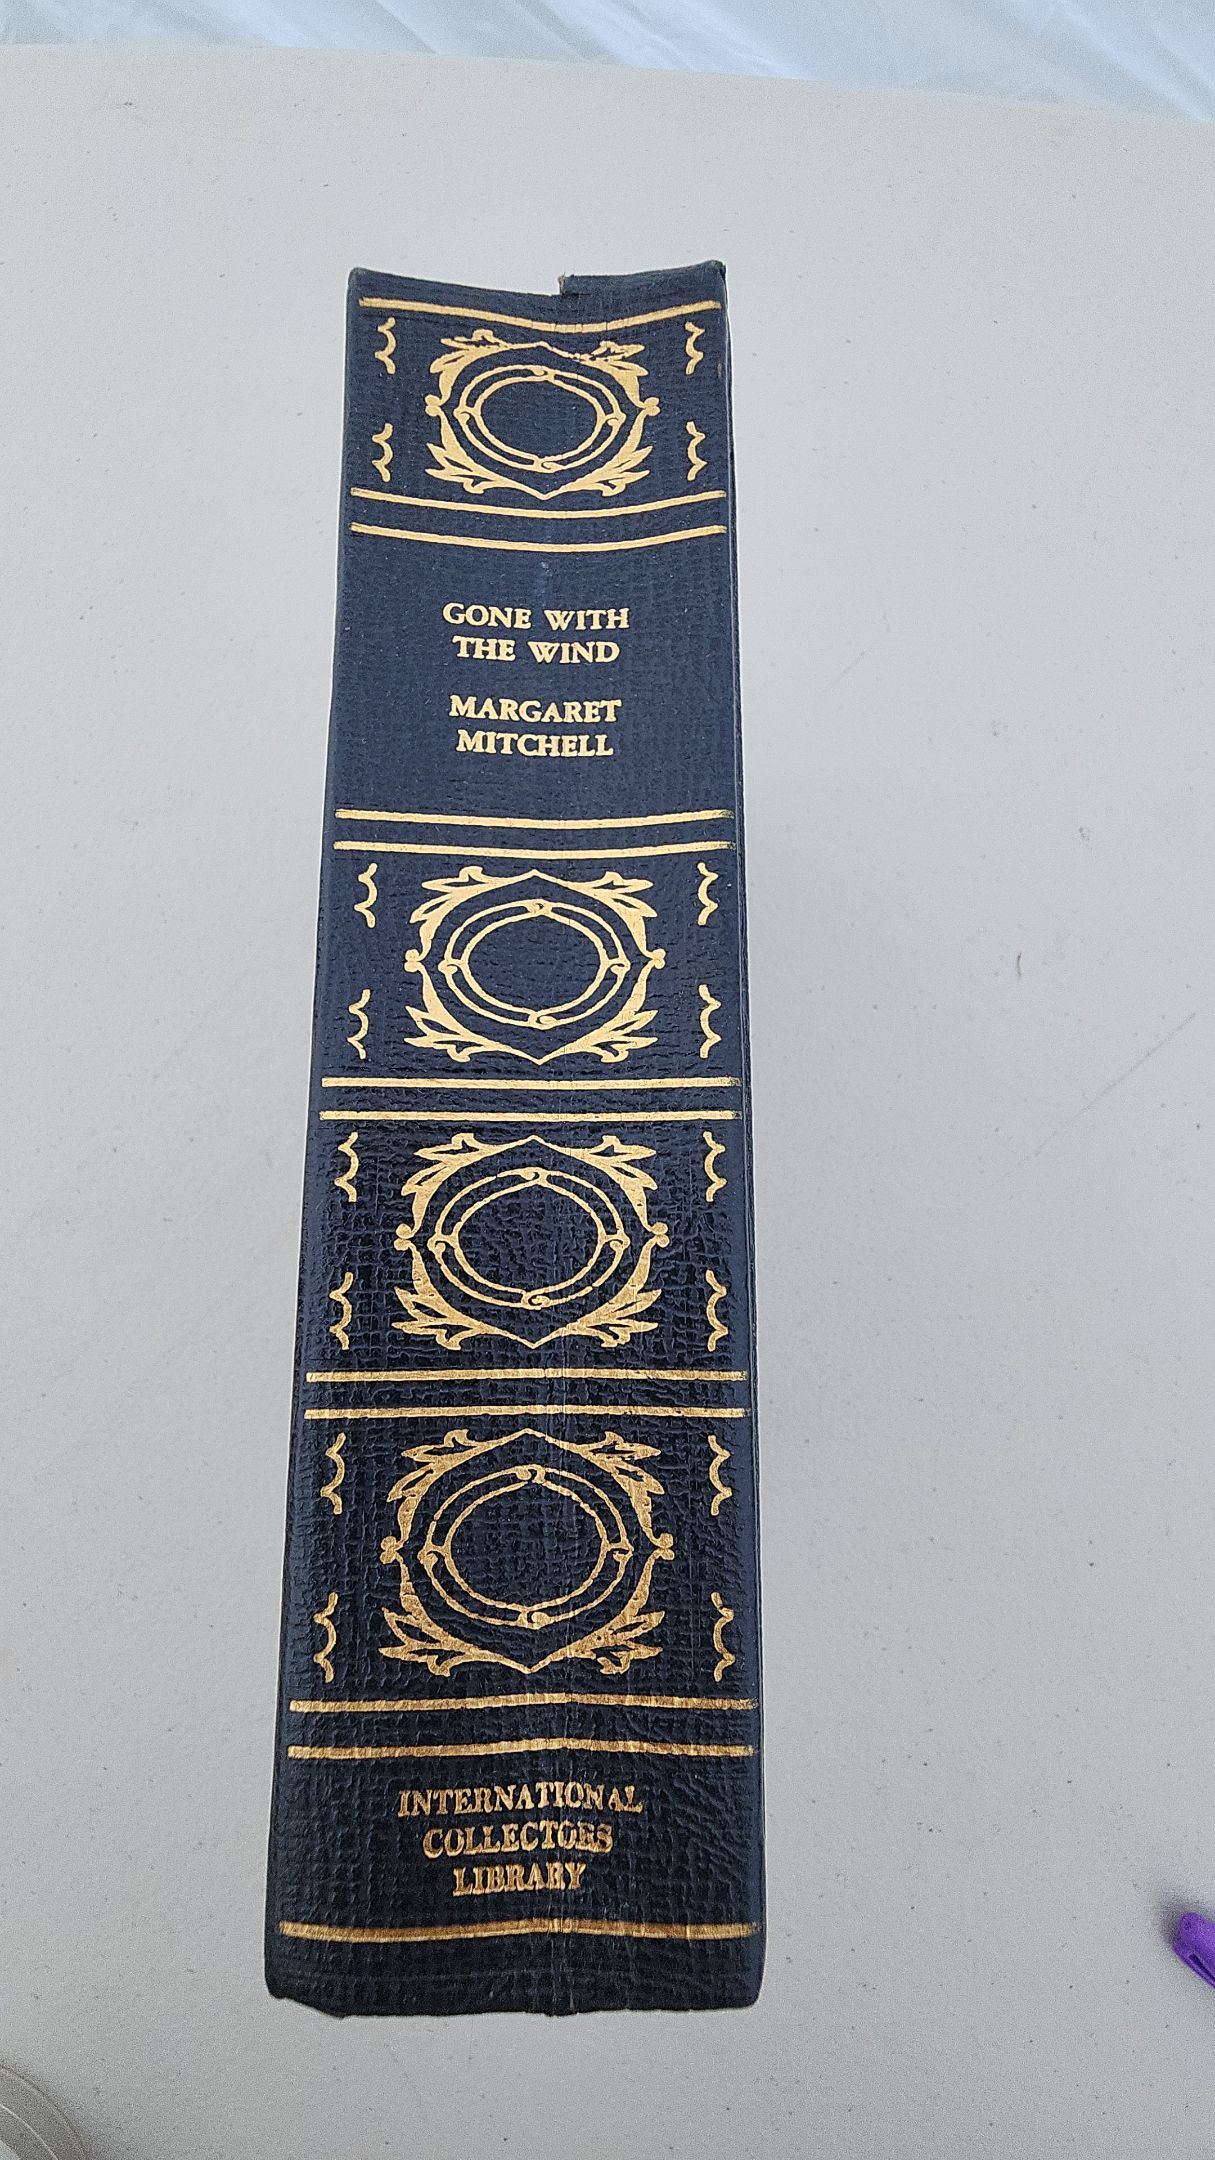 GONE WITH
THE WIND
MARGARET
MITCHELL
INTERNATIONAL
COLLECTORS
LIBRARY